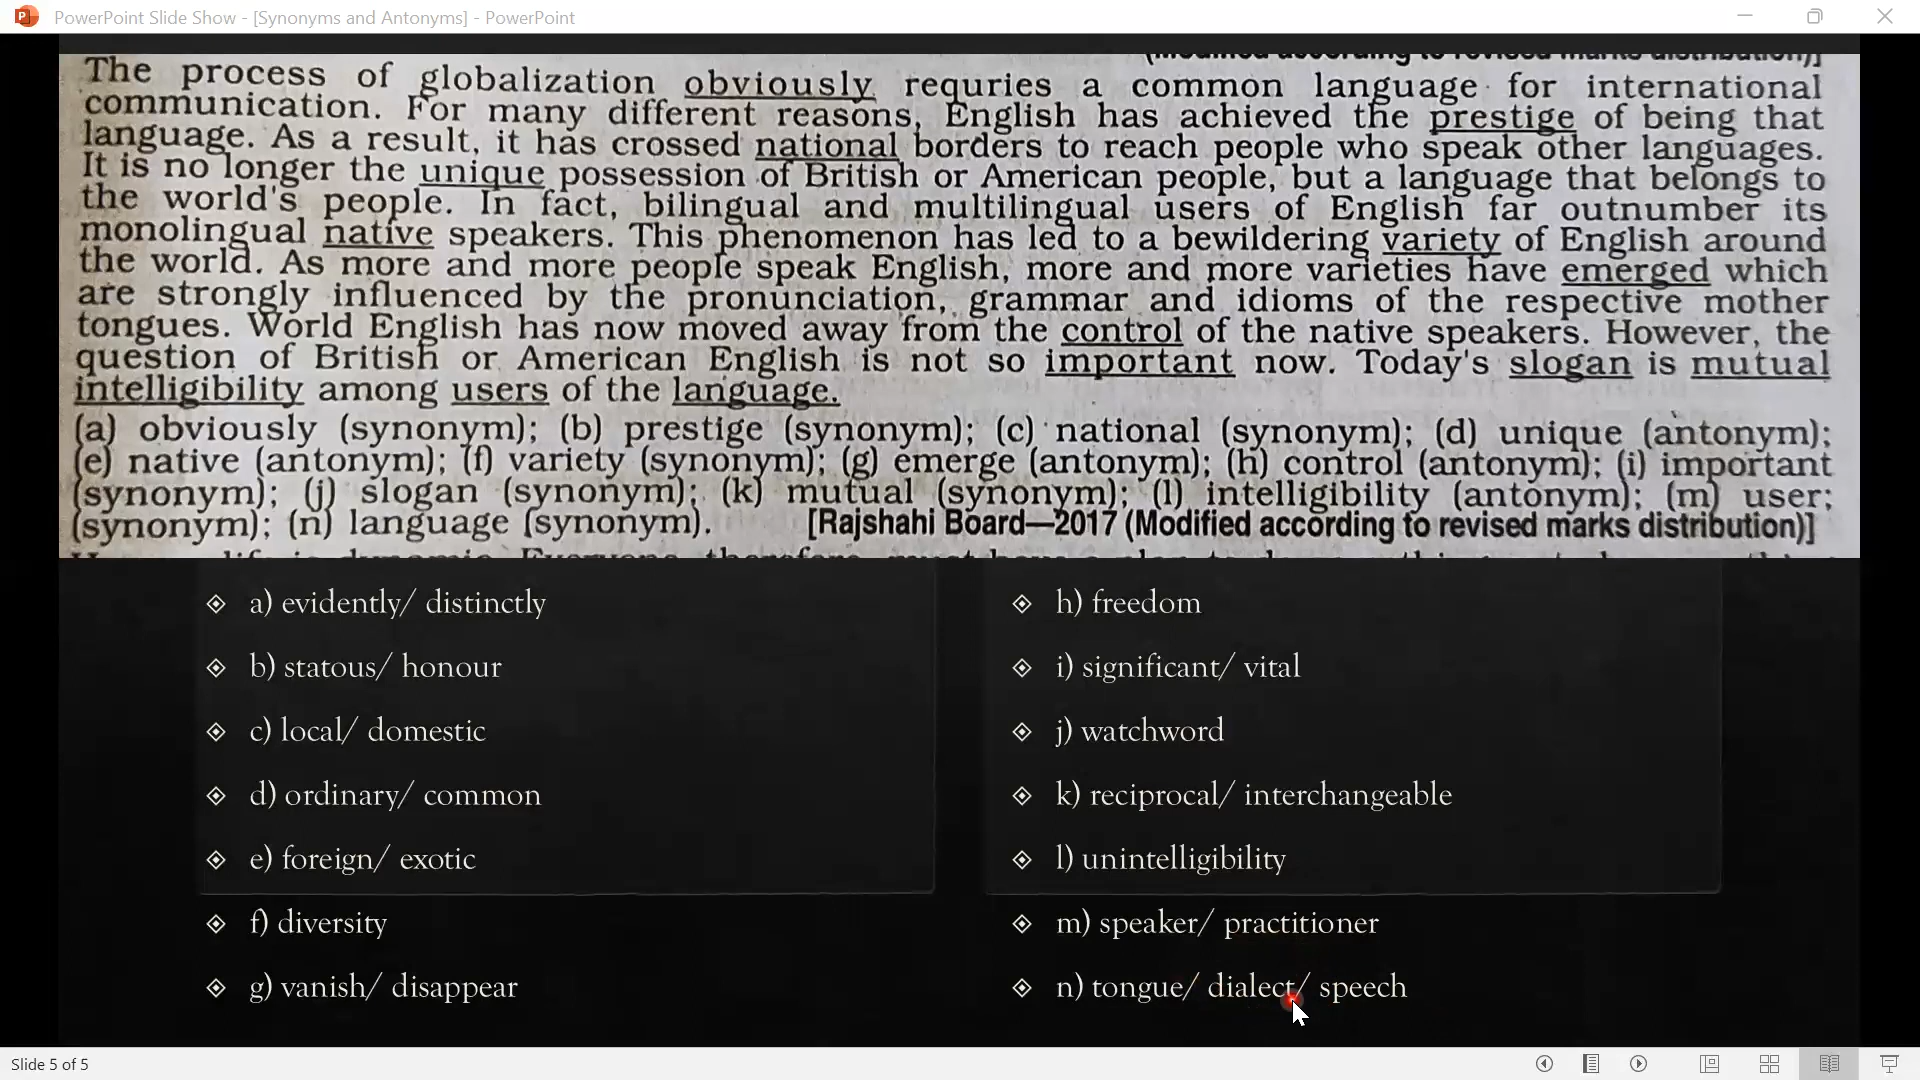 PowerPoint Slide Show - [Synonyms and Antonyms] - PowerPoint
(Modified according to revised marks distribution)]
The process of globalization obviously requries a common language for international
communication. For many different reasons, English has achieved the prestige of being that
language. As a result, it has crossed national borders to reach people who speak other languages.
It is no longer the unique possession of British or American people, but a language that belongs to
the world's people. In fact, bilingual and multilingual users of English far outnumber its
monolingual native speakers. This phenomenon has led to a bewildering variety of English around
the world. As more and more people speak English, more and more varieties have emerged which
are strongly influenced by the pronunciation, grammar and idioms of the respective mother
tongues. World English has now moved away from the control of the native speakers. However, the
question of British or American English is not so important now. Today's slogan is mutual
intelligibility among users of the language.
(a) obviously (synonym); (b) prestige (synonym); (c) national (synonym); (d) unique (antonym);
(e) native (antonym); (f) variety (synonym); (g) emerge (antonym); (h) control (antonym); (i) important
(synonym); (j) slogan (synonym); (k) mutual (synonym); (l) intelligibility (antonym); (m) user;
(synonym); (n) language (synonym). [Rajshahi Board—2017 (Modified according to revised marks distribution)]
a) evidently/ distinctly
b) statous/ honour
c) local/ domestic
d) ordinary/ common
e) foreign/ exotic
f) diversity
g) vanish/ disappear
h) freedom
i) significant/ vital
j) watchword
k) reciprocal/ interchangeable
l) unintelligibility
m) speaker/ practitioner
n) tongue/ dialect/ speech
Slide 5 of 5